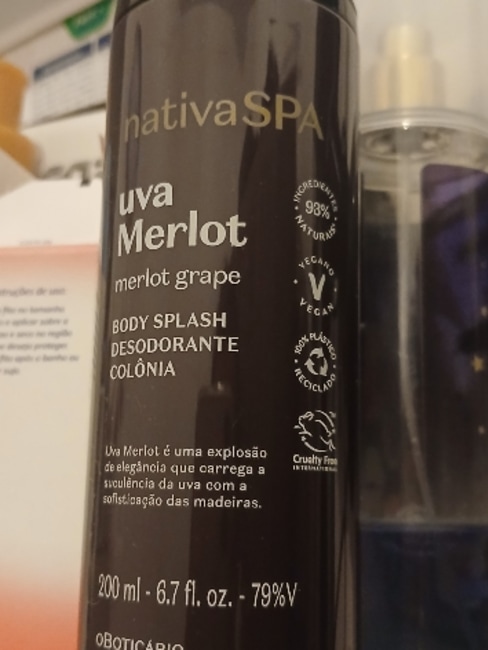 nativaSPA
uva
Merlot
merlot grape
BODY SPLASH
DESODORANTE
COLÔNIA
INGREDIENTES
93%
NATURAIS
VEGANO
V
VEGAN
100% PLÁSTICO
RECICLADO
Cruelty Free
INTERNATIONAL
Uva Merlot é uma explosão
de elegância que carrega a
suculência da uva com a
sofisticação das madeiras.
200 ml - 6.7 fl. oz. - 79%V
oBOTICÁRIO